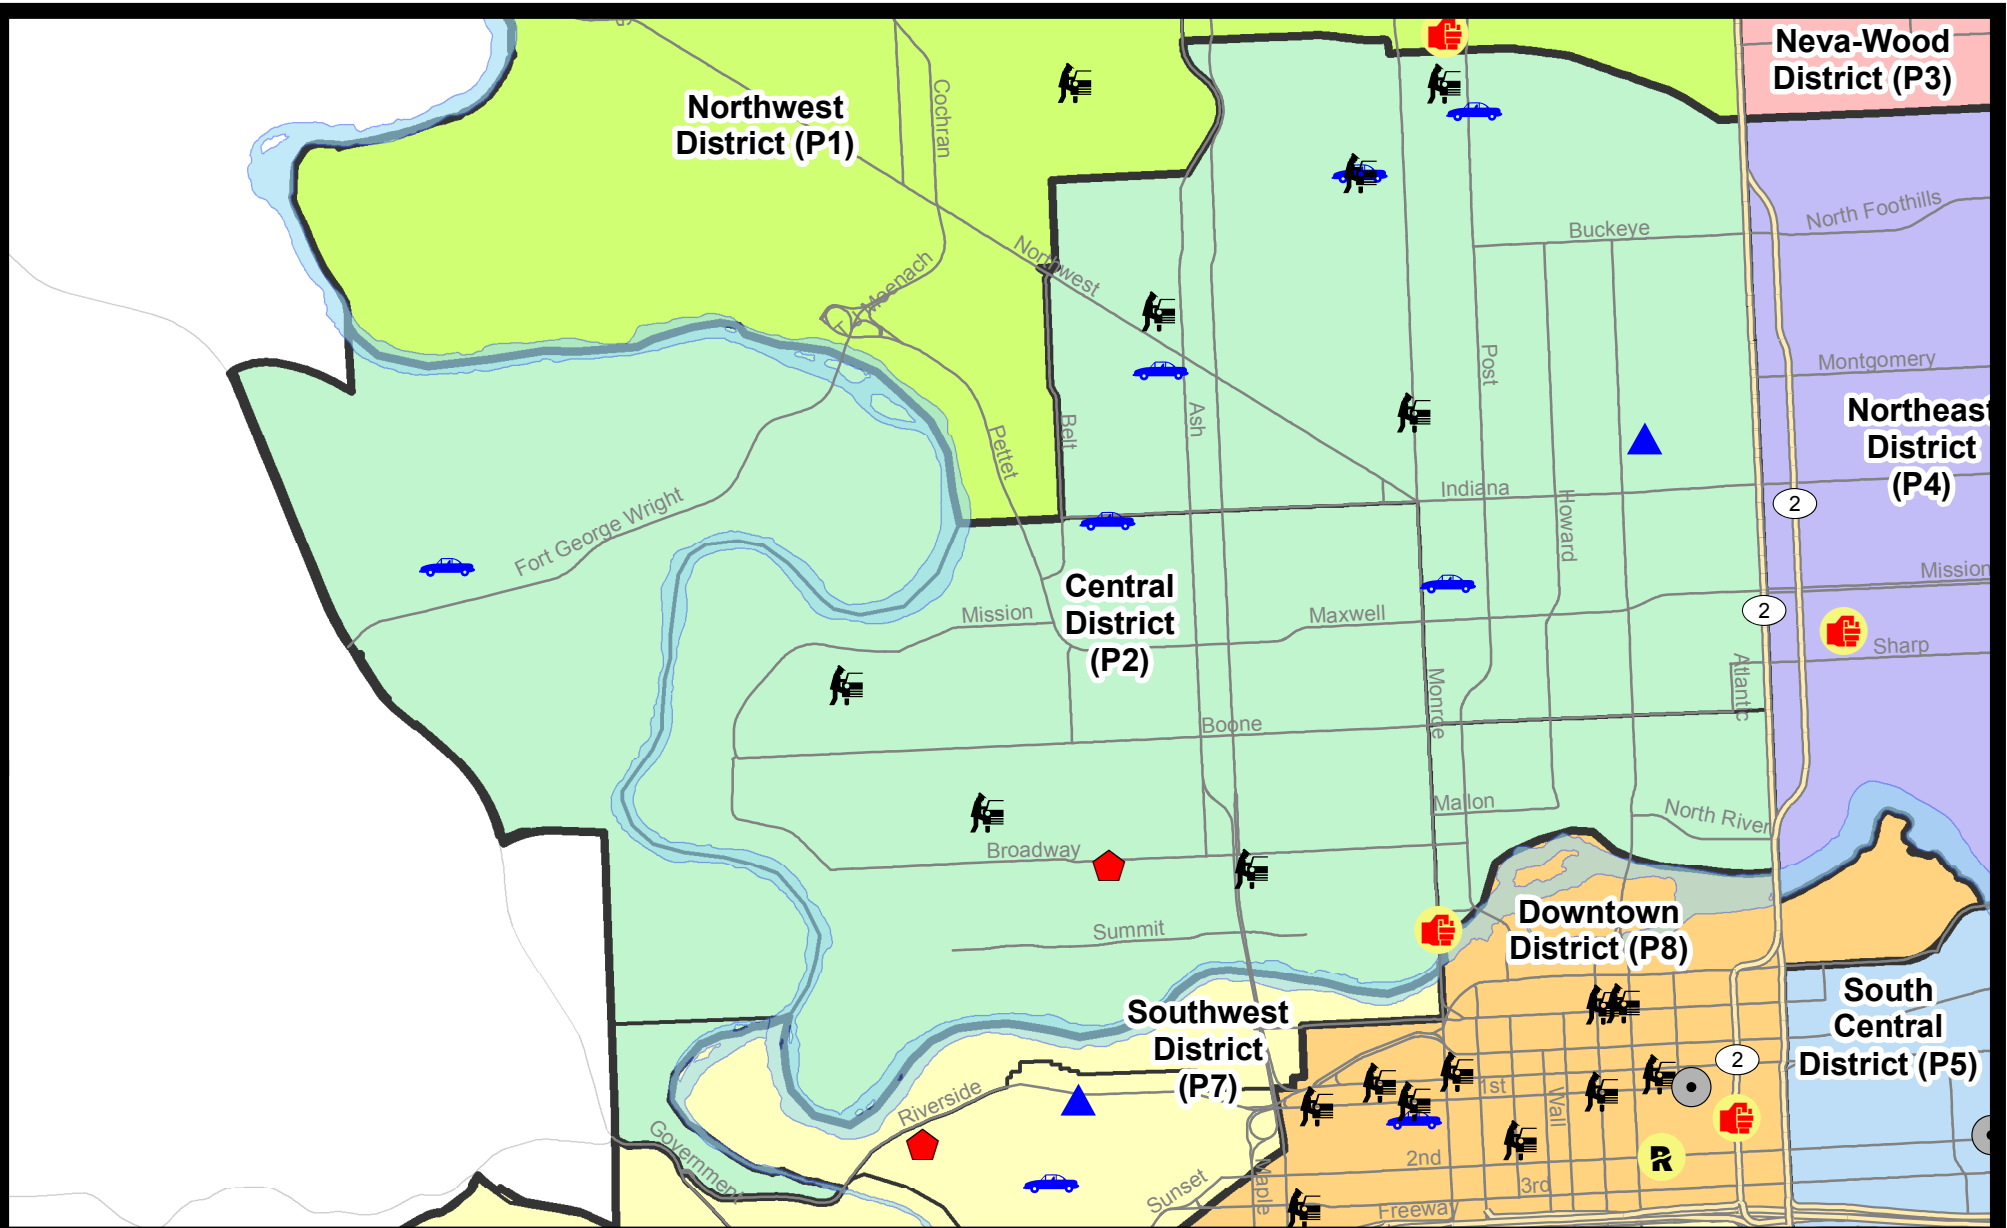 Neva-Wood
District (P3)
Northwest
District (P1)
Cochran
North Foothills
Buckeye
Northwest
T J Meenach
Montgomery
Post
Ash
Belt
Pettet
Northeast
District
(P4)
Indiana
2
Howard
Fort George Wright
Mission
Central
District
(P2)
Mission
Maxwell
2
Sharp
Atlantic
Monroe
Boone
Mallon
North River
Broadway
Summit
Downtown
District (P8)
South
Central
District (P5)
Southwest
District
(P7)
2
1st
Wall
Riverside
Government
2nd
R
3rd
Sunset
Maple
Freeway